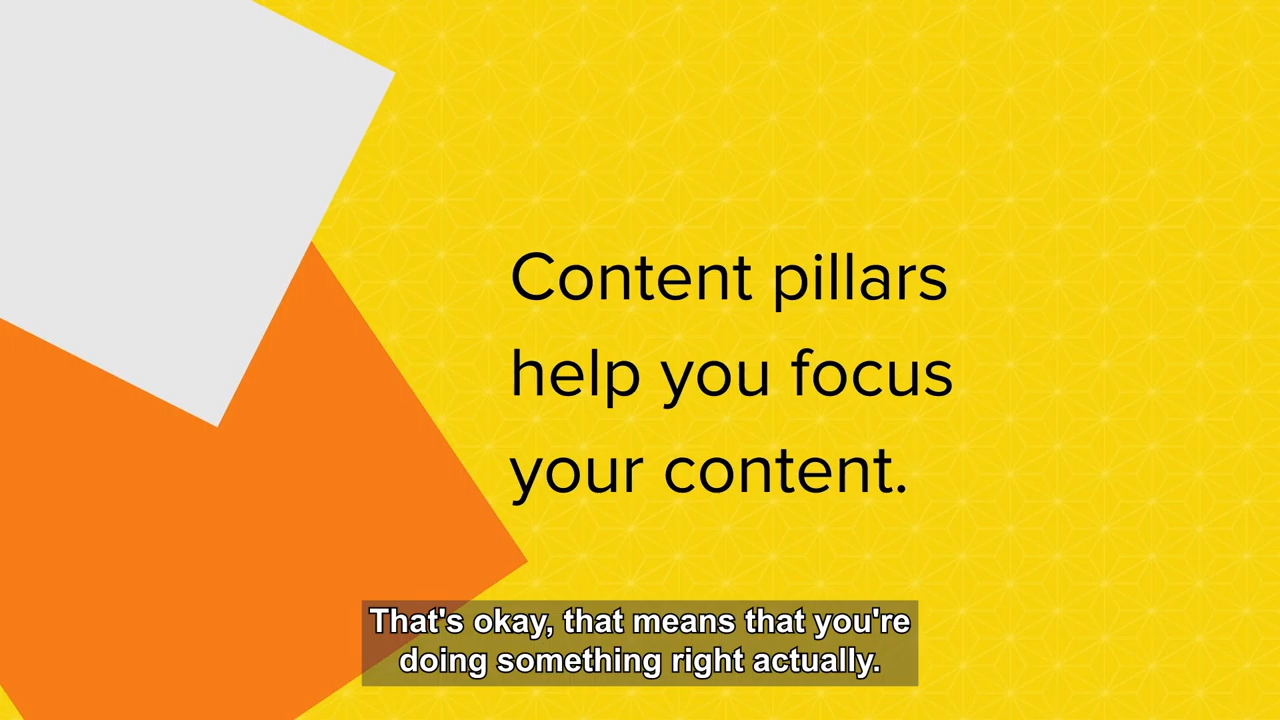 Content pillars
help you focus
your content.
That's okay, that means that you're
doing something right actually.